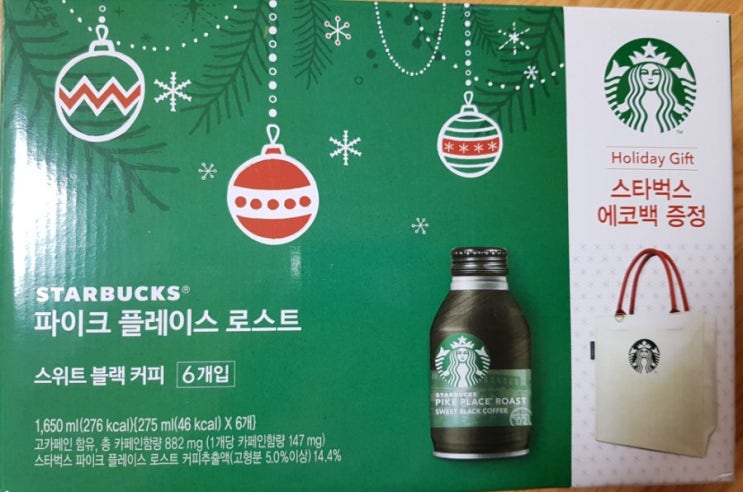 STARBUCKS®
파이크 플레이스 로스트
스위트 블랙 커피 6개입
1,650 ml(276 kcal){275 ml(46 kcal) X 6개}
고카페인 함유, 총 카페인함량 882 mg (1개당 카페인함량 147 mg)
스타벅스 파이크 플레이스 로스트 커피추출액(고형분 5.0%이상) 14.4%
STARBUCKS
PIKE PLACE® ROAST
SWEET BLACK COFFEE
TM
Holiday Gift
스타벅스
에코백 증정